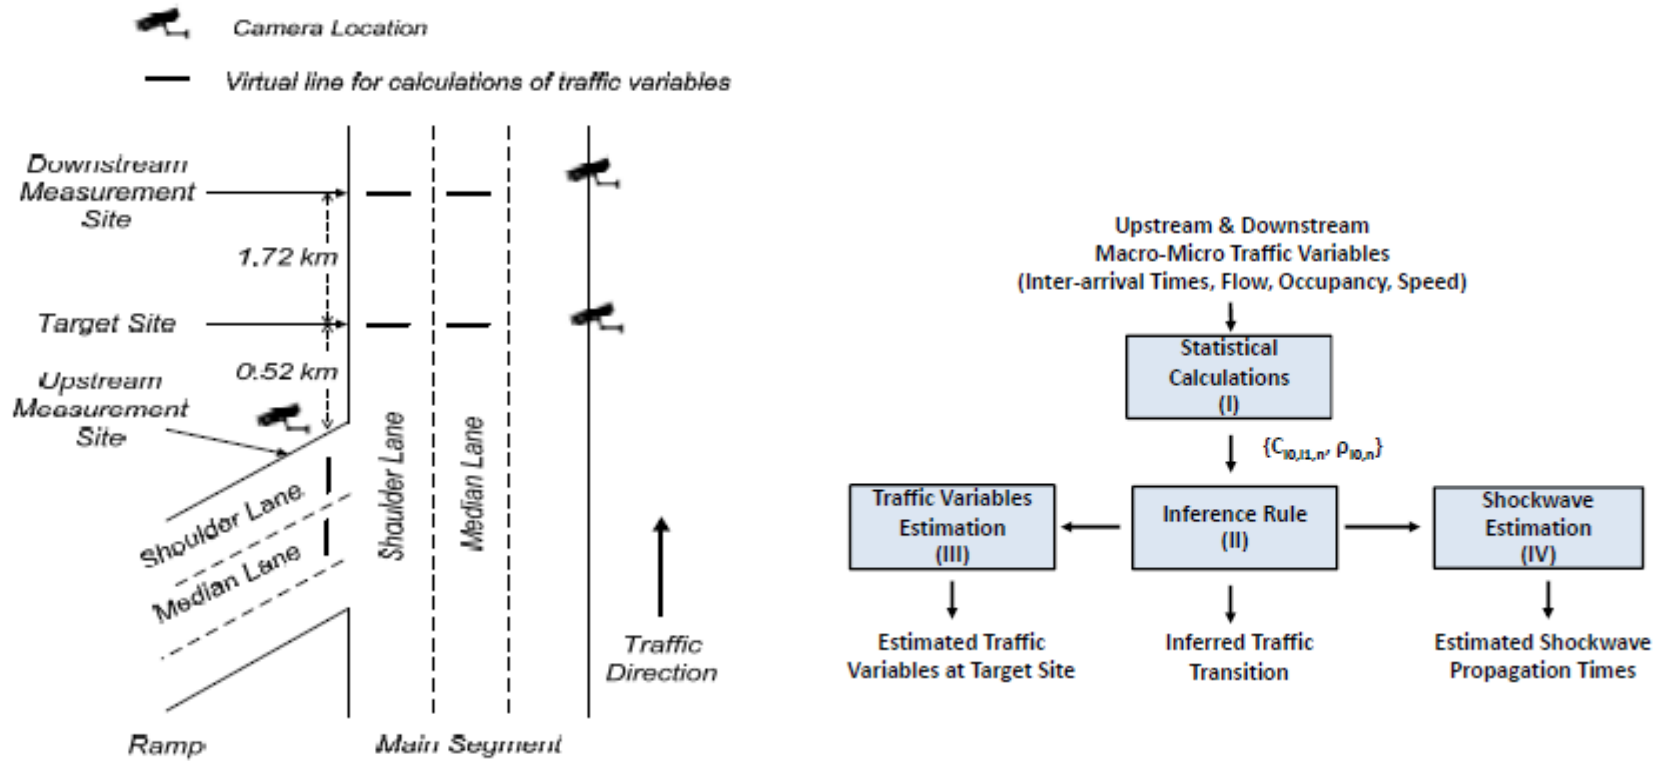 Camera Location
Virtual line for calculations of traffic variables
Downstream
Measurement
Site
1.72 km
Target Site
0.52 km
Upstream
Measurement
Site
Shoulder Lane
Median Lane
Shoulder Lane
Median Lane
Traffic
Direction
Ramp
Main Segment
Upstream & Downstream
Macro-Micro Traffic Variables
(Inter-arrival Times, Flow, Occupancy, Speed)
Statistical
Calculations
(I)
{C_{l0,l1,n}, ρ_{l0,n}}
Traffic Variables
Estimation
(III)
Inference Rule
(II)
Shockwave
Estimation
(IV)
Estimated Traffic
Variables at Target Site
Inferred Traffic
Transition
Estimated Shockwave
Propagation Times